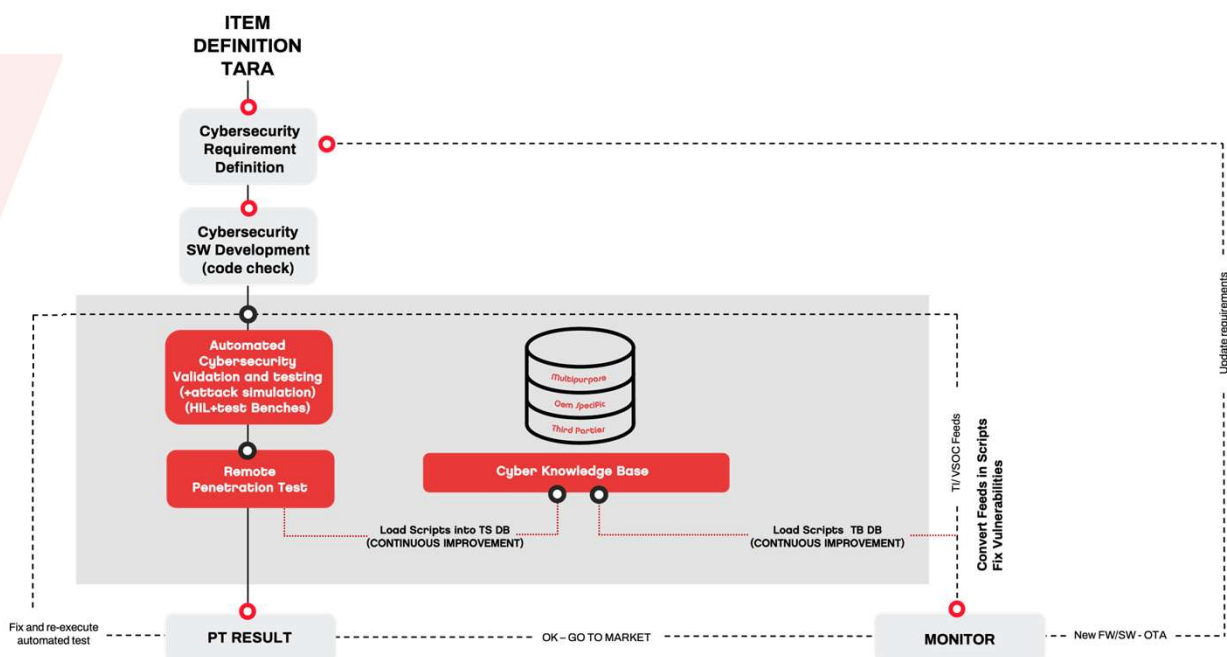 ITEM
DEFINITION
TARA
Cybersecurity
Requirement
Definition
Cybersecurity
SW Development
(code check)
Automated
Cybersecurity
Validation and testing
(+attack simulation)
(HIL+test Benches)
Multipurpose
Oem Specific
Third Parties
Remote
Penetration Test
Cyber Knowledge Base
Load Scripts into TS DB
(CONTINUOUS IMPROVEMENT)
Load Scripts TB DB
(CONTNUOUS IMPROVEMENT)
TI/ VSOC Feeds
Convert Feeds in Scripts
Fix Vulnerabilities
Update requirements
Fix and re-execute
automated test
PT RESULT
OK – GO TO MARKET
MONITOR
New FW/SW - OTA